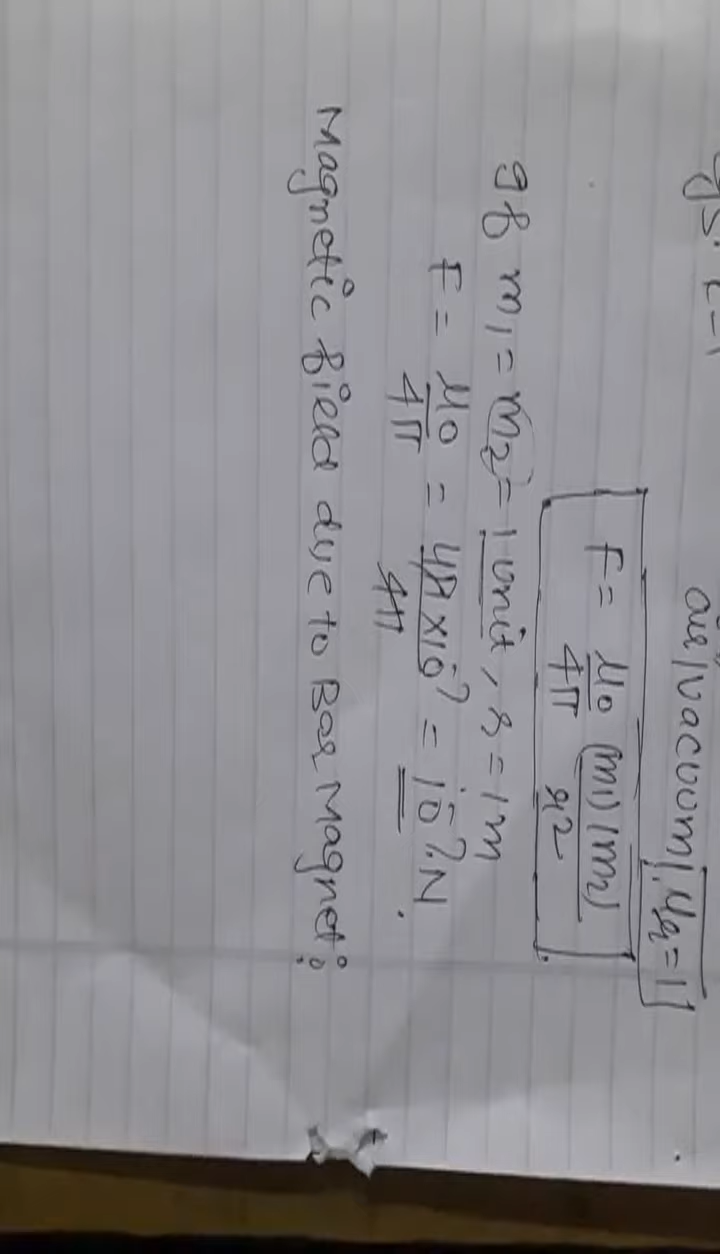 air/vacuum, μr = 1
F = μ0/4π (m1)(m2)/r2
If m1 = m2 = 1 unit, r = 1m
F = μ0/4π = 4π×10⁻⁷/4π = 10⁻⁷ N.
Magnetic field due to Bar Magnet :